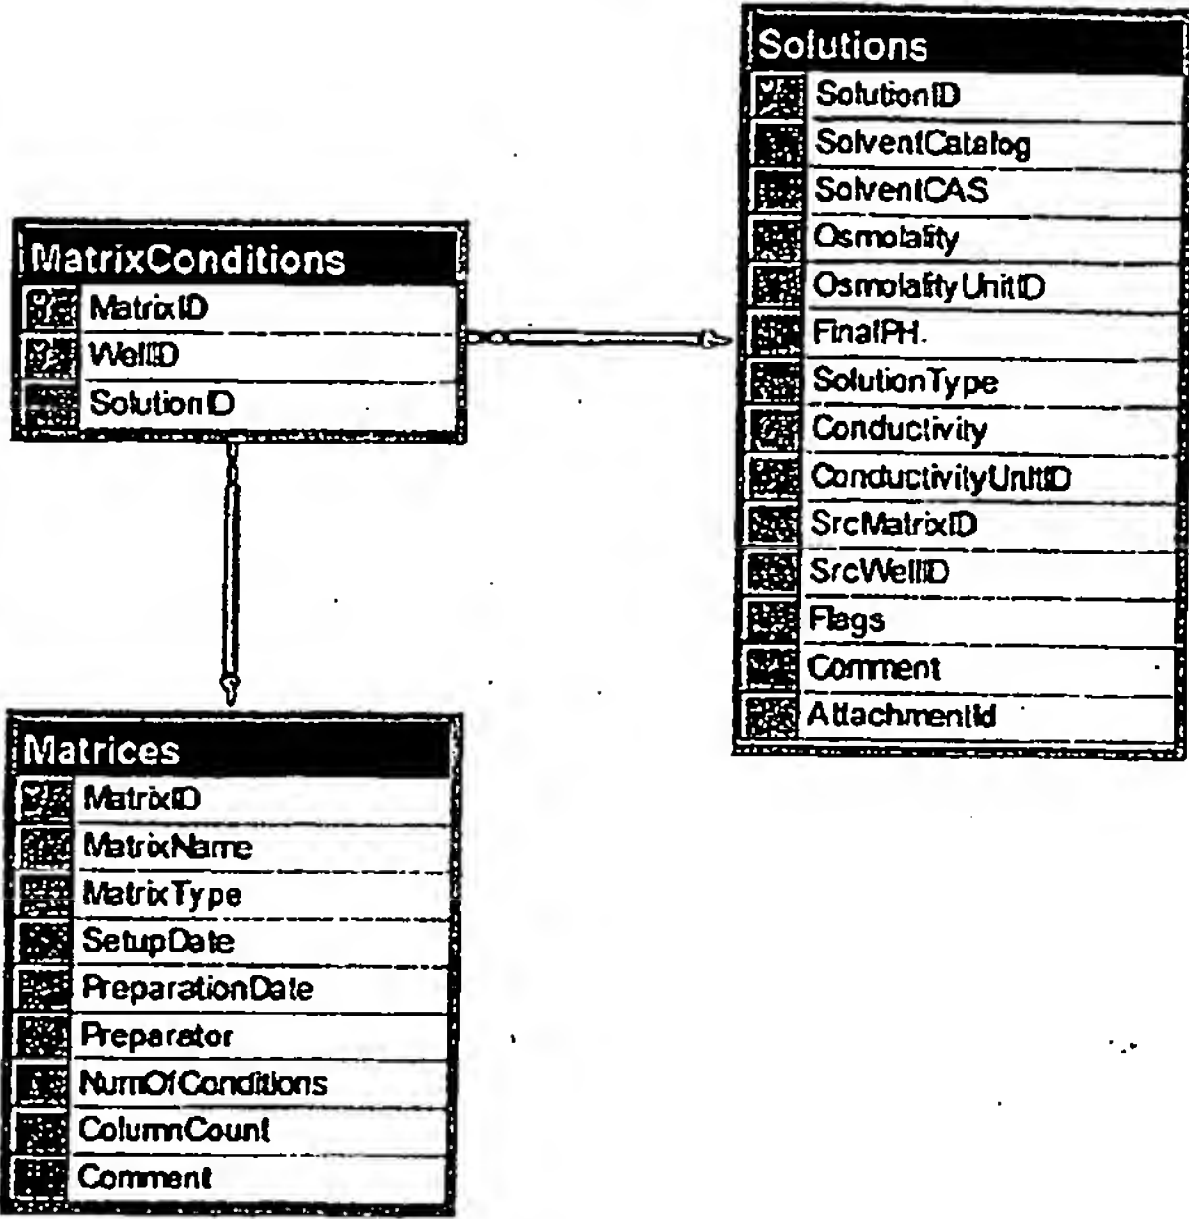 Solutions
SolutionID
SolventCatalog
SolventCAS
Osmolality
OsmolalityUnitID
FinalPH
SolutionType
Conductivity
ConductivityUnitID
SrcMatrixID
SrcWellID
Flags
Comment
AttachmentId
MatrixConditions
MatrixID
WellID
SolutionID
Matrices
MatrixID
MatrixName
MatrixType
SetupDate
PreparationDate
Preparator
NumOfConditions
ColumnCount
Comment